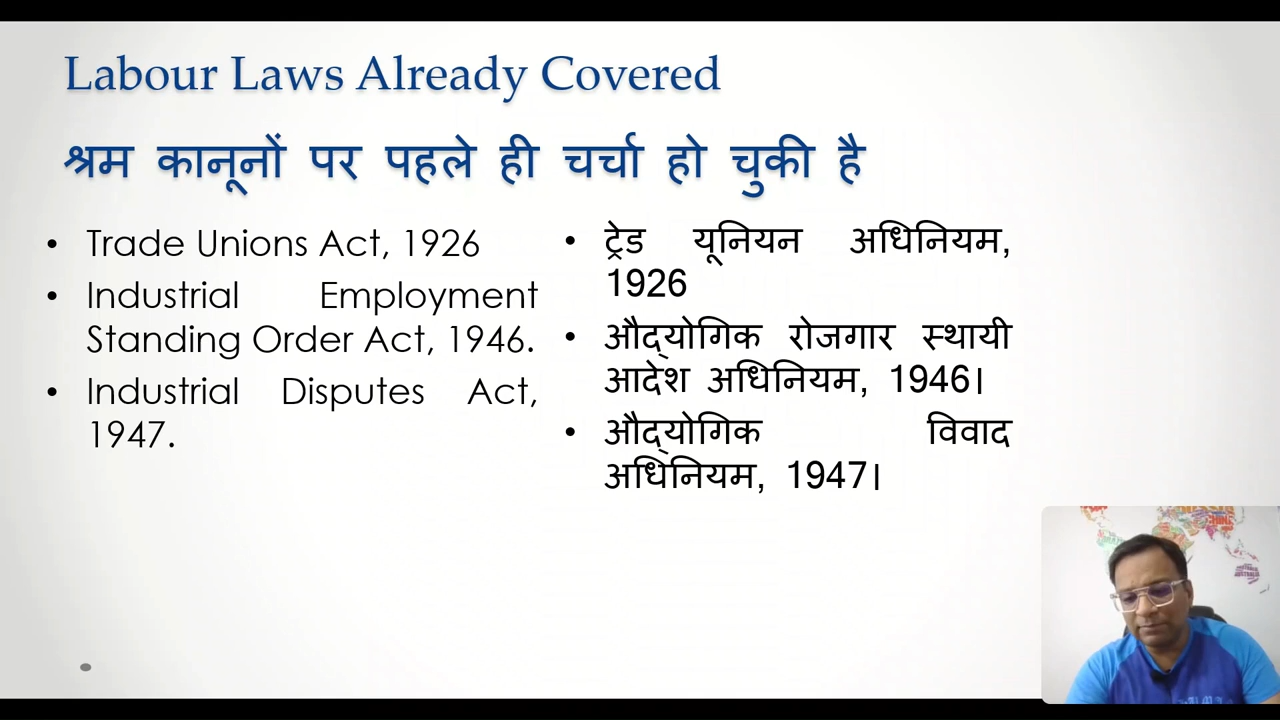 Labour Laws Already Covered
श्रम कानूनों पर पहले ही चर्चा हो चुकी है
• Trade Unions Act, 1926
• Industrial Employment
Standing Order Act, 1946.
• Industrial Disputes Act,
1947.
• ट्रेड यूनियन अधिनियम,
1926
• औद्योगिक रोजगार स्थायी
आदेश अधिनियम, 1946।
• औद्योगिक विवाद
अधिनियम, 1947।